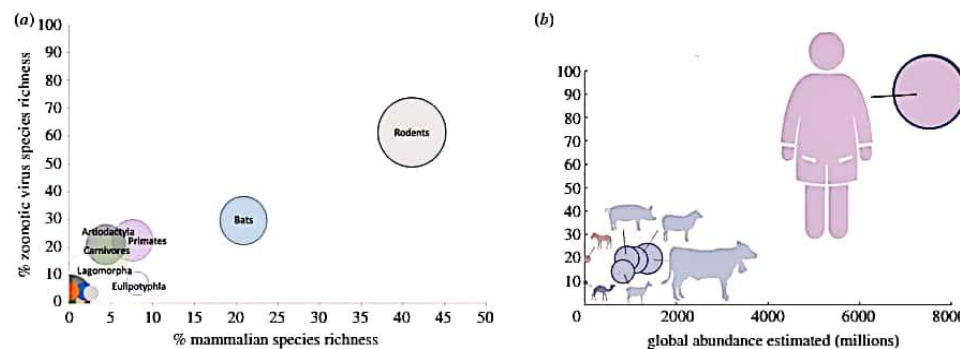 (a)
% zoonotic virus species richness
100
90
80
70
60
50
40
30
20
10
0
Rodents
Bats
Artiodactyla
Primates
Carnivores
Lagomorpha
Eulipotyphla
0 5 10 15 20 25 30 35 40 45 50
% mammalian species richness
(b)
100
90
80
70
60
50
40
30
20
10
0 2000 4000 6000 8000
global abundance estimated (millions)